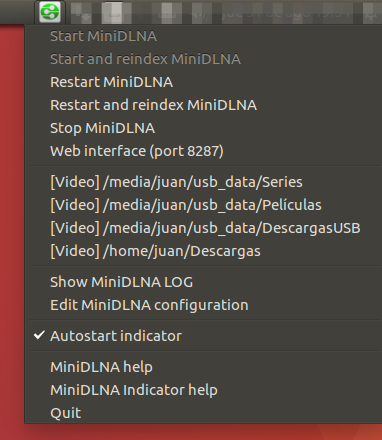 Start MiniDLNA
Start and reindex MiniDLNA
Restart MiniDLNA
Restart and reindex MiniDLNA
Stop MiniDLNA
Web interface (port 8287)
[Video] /media/juan/usb_data/Series
[Video] /media/juan/usb_data/Películas
[Video] /media/juan/usb_data/DescargasUSB
[Video] /home/juan/Descargas
Show MiniDLNA LOG
Edit MiniDLNA configuration
Autostart indicator
MiniDLNA help
MiniDLNA Indicator help
Quit